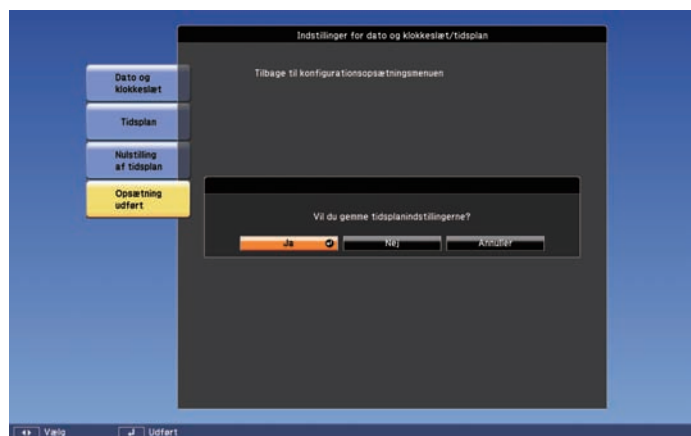 Indstillinger for dato og klokkeslæt/tidsplan
Dato og
klokkeslæt
Tilbage til konfigurationsopsætningsmenuen
Tidsplan
Nulstilling
af tidsplan
Opsætning
udført
Vil du gemme tidsplanindstillingerne?
Ja Nej Annuller
Vælg Udført